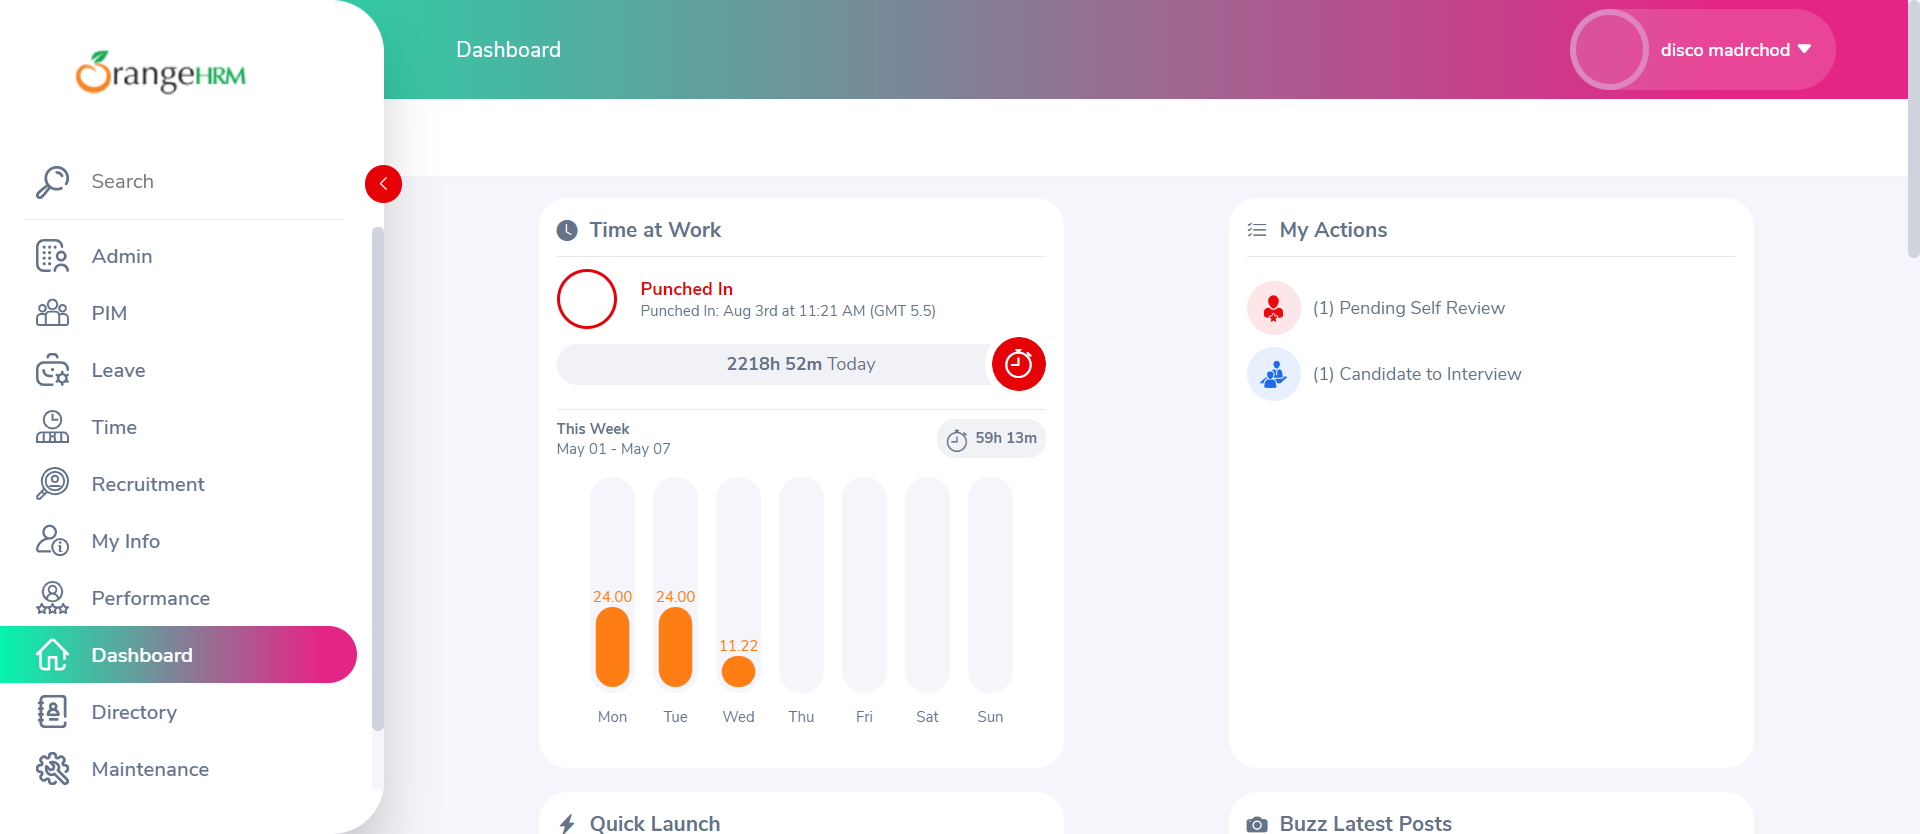 OrangeHRM
Dashboard
disco madrchod
Search
Admin
PIM
Leave
Time
Recruitment
My Info
Performance
Dashboard
Directory
Maintenance
Time at Work
Punched In
Punched In: Aug 3rd at 11:21 AM (GMT 5.5)
2218h 52m Today
This Week
May 01 - May 07
59h 13m
24.00 24.00 11.22
Mon Tue Wed Thu Fri Sat Sun
My Actions
(1) Pending Self Review
(1) Candidate to Interview
Quick Launch
Buzz Latest Posts